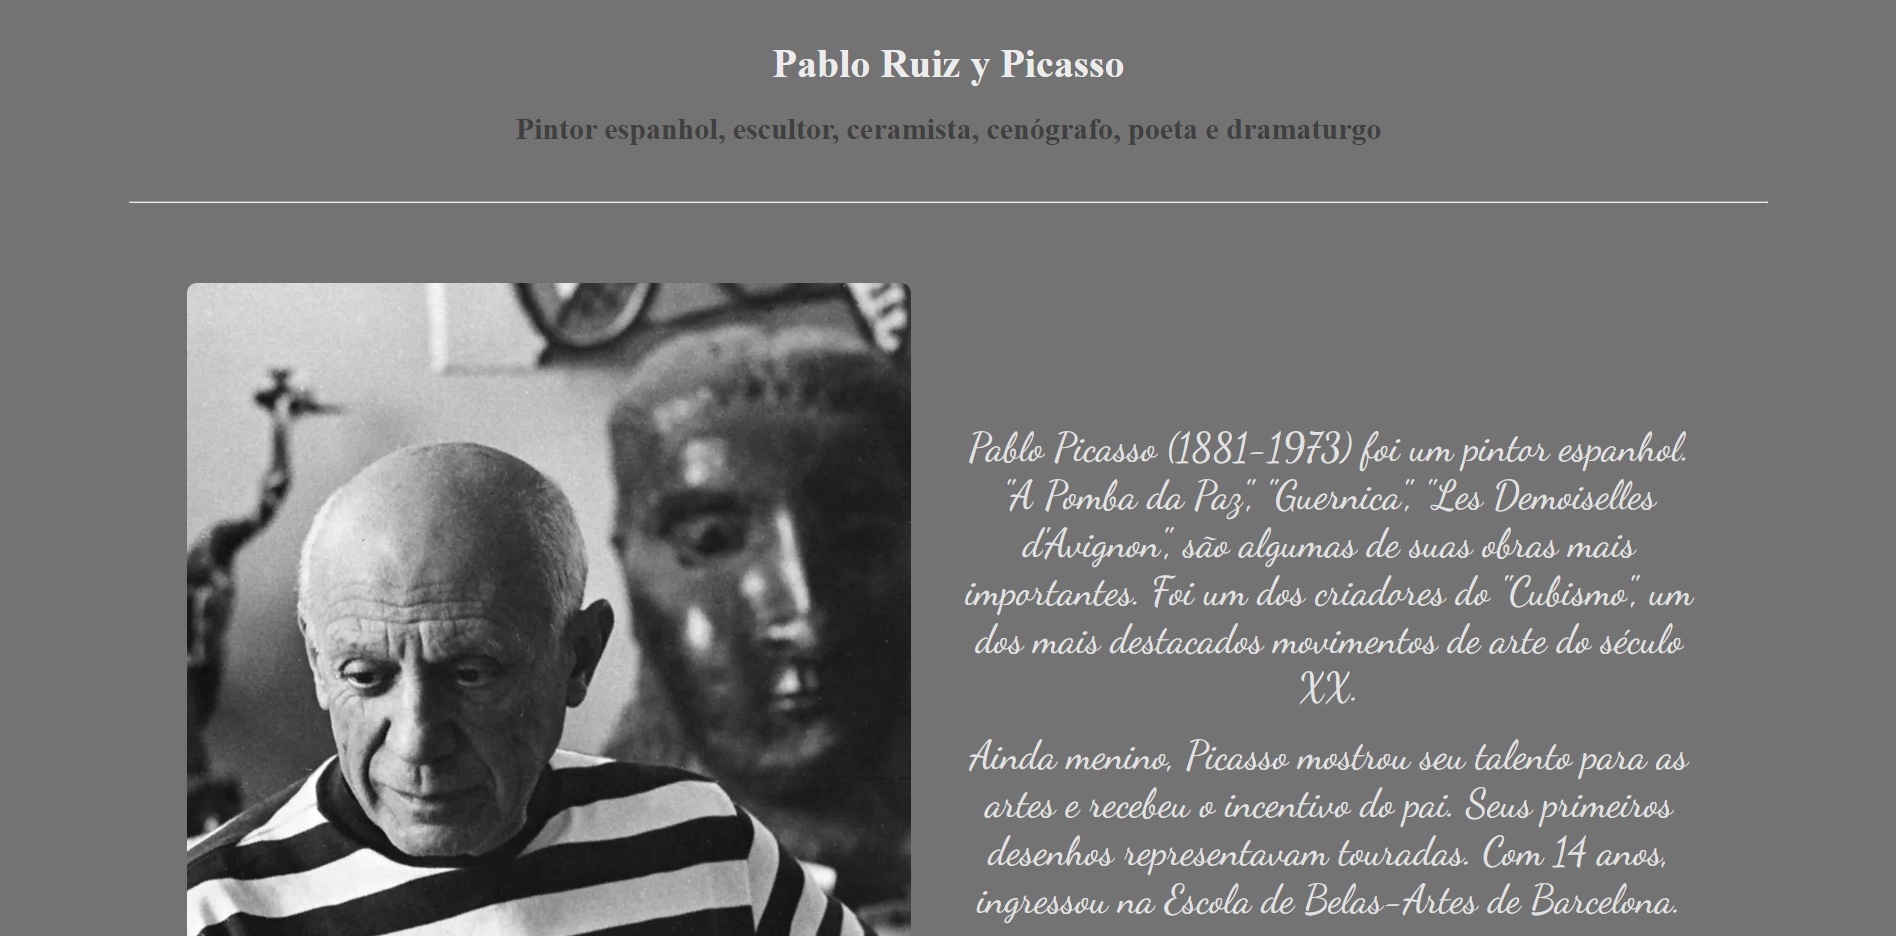 Pablo Ruiz y Picasso
Pintor espanhol, escultor, ceramista, cenógrafo, poeta e dramaturgo
Pablo Picasso (1881-1973) foi um pintor espanhol.
"A Pomba da Paz", "Guernica", "Les Demoiselles
d'Avignon", são algumas de suas obras mais
importantes. Foi um dos criadores do "Cubismo", um
dos mais destacados movimentos de arte do século
XX.
Ainda menino, Picasso mostrou seu talento para as
artes e recebeu o incentivo do pai. Seus primeiros
desenhos representavam touradas. Com 14 anos,
ingressou na Escola de Belas-Artes de Barcelona.